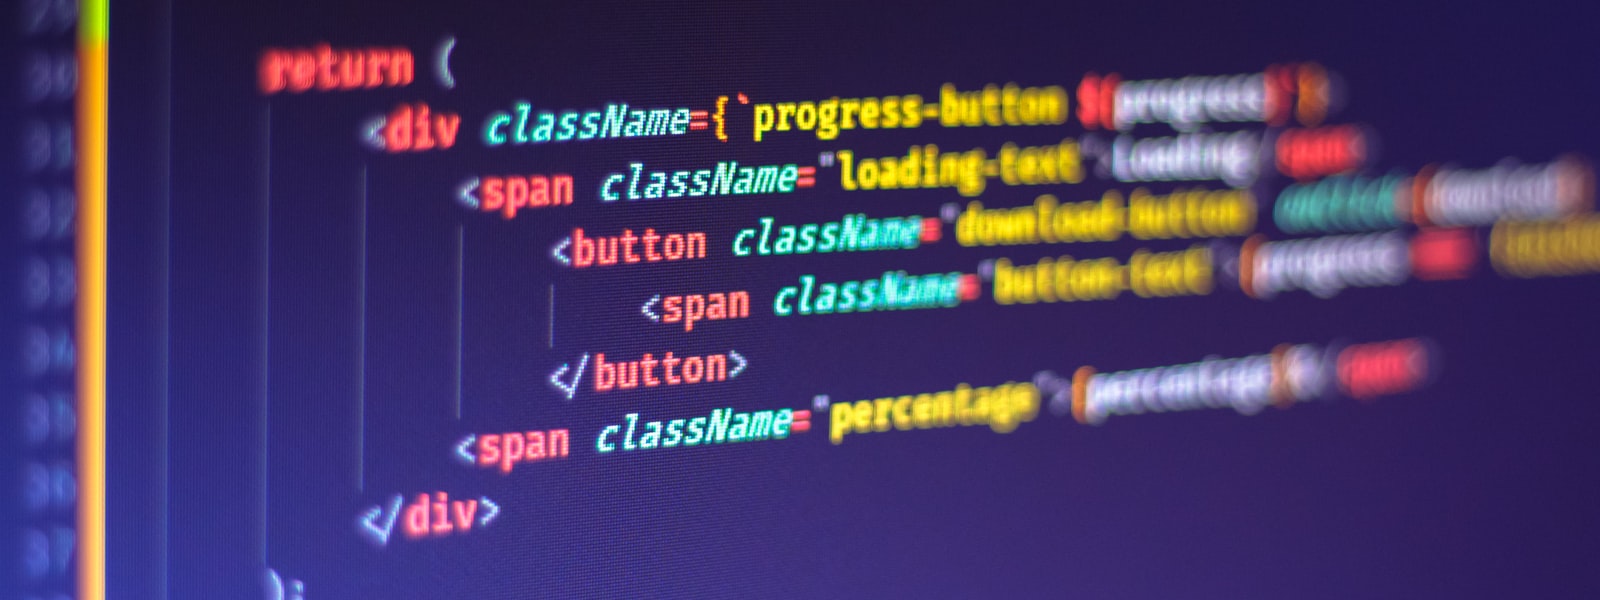 return (
<div className={`progress-button ${progress}`}>
<span className="loading-text">Loading</span>
<button className="download-button" onClick={download}
<span className="button-text">{progress ===
</button>
<span className="percentage">{percentage}%</span>
</div>
);